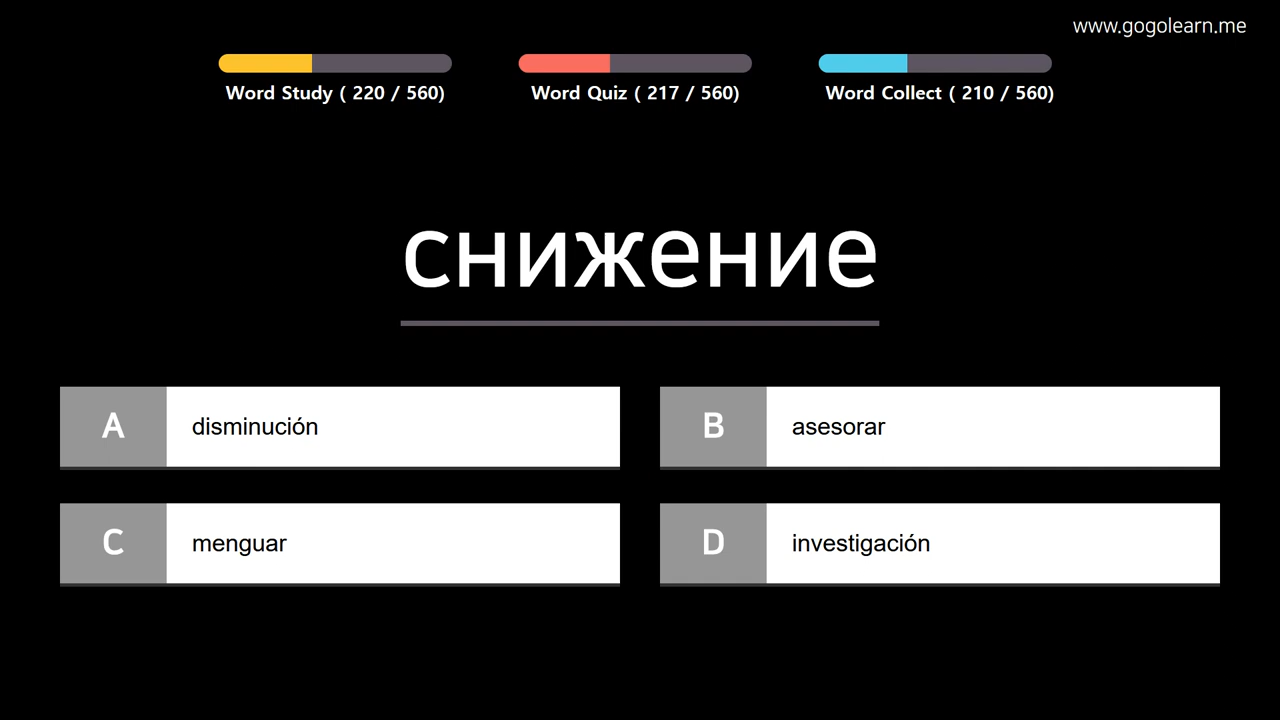 www.gogolearn.me
Word Study ( 220 / 560)
Word Quiz ( 217 / 560)
Word Collect ( 210 / 560)
снижение
A
disminución
B
asesorar
C
menguar
D
investigación